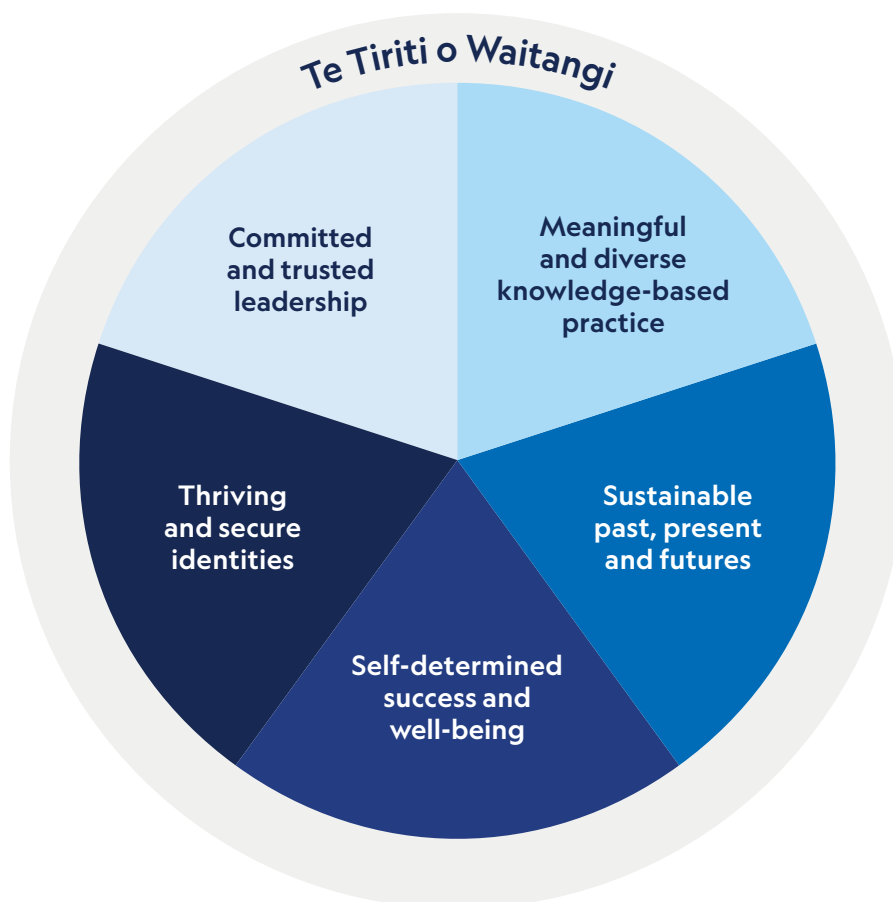 Te Tiriti o Waitangi
Committed
and trusted
leadership
Meaningful
and diverse
knowledge-based
practice
Thriving
and secure
identities
Sustainable
past, present
and futures
Self-determined
success and
well-being